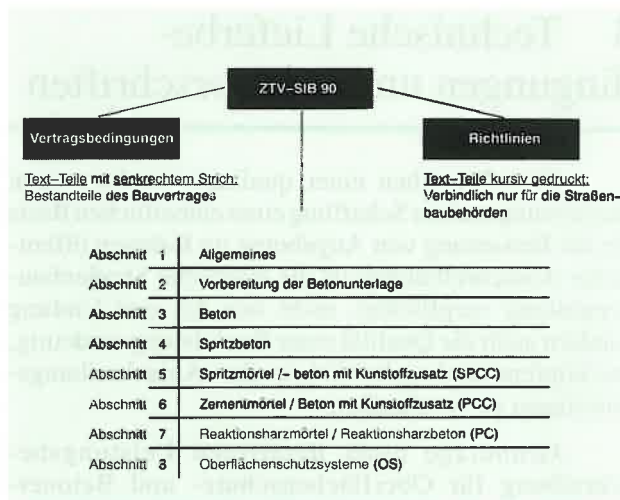 ZTV-SIB 90
Vertragsbedingungen
Richtlinien
Text-Teile mit senkrechtem Strich:
Bestandteile des Bauvertrages
Text-Teile kursiv gedruckt:
Verbindlich nur für die Straßen-
baubehörden
Abschnitt 1 Allgemeines
Abschnitt 2 Vorbereitung der Betonunterlage
Abschnitt 3 Beton
Abschnitt 4 Spritzbeton
Abschnitt 5 Spritzmörtel /- beton mit Kunstoffzusatz (SPCC)
Abschnitt 6 Zementmörtel / Beton mit Kunstoffzusatz (PCC)
Abschnitt 7 Reaktionsharzmörtel / Reaktionsharzbeton (PC)
Abschnitt 8 Oberflächenschutzsysteme (OS)